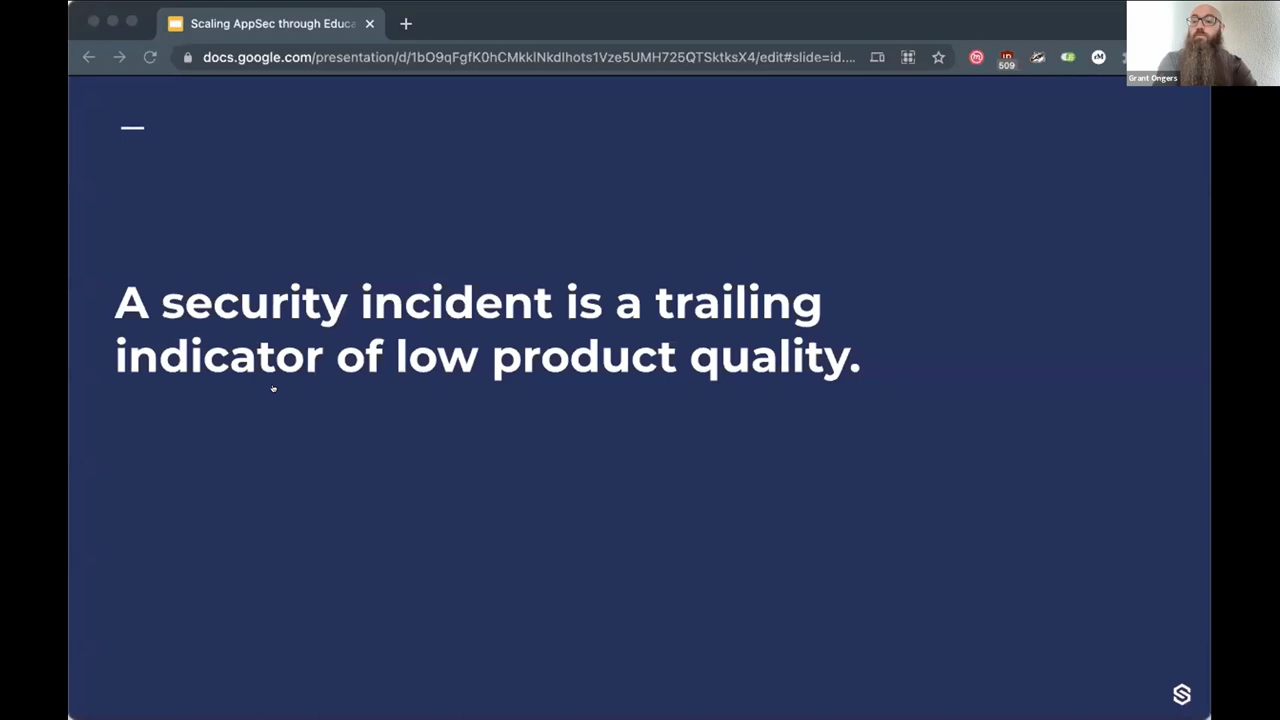 Scaling AppSec through Educa
docs.google.com/presentation/d/1bO9qFgfK0hCMkklNkdIhots1Vze5UMH725QTSktksX4/edit#slide=id....
509
Grant Ongers
A security incident is a trailing
indicator of low product quality.